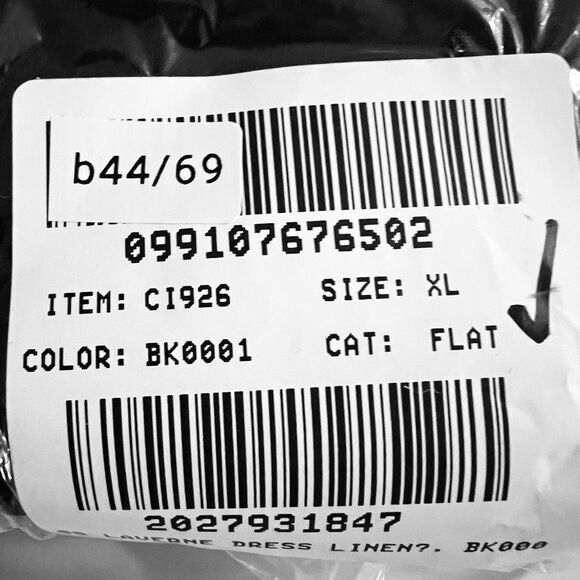 b44/69
099107676502
ITEM: CI926 SIZE: XL
COLOR: BK0001 CAT: FLAT
2027931847
LAVERNE DRESS LINEN?. BK000